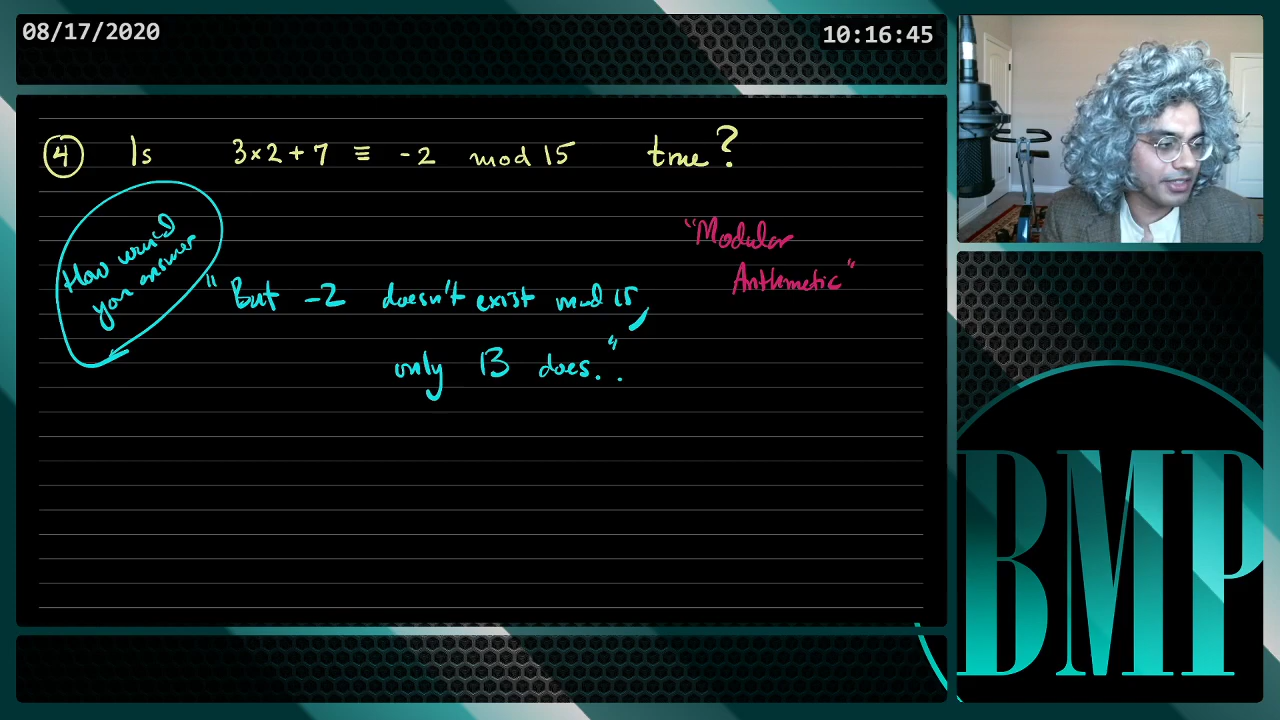 08/17/2020
10:16:45
4 Is 3×2+7 ≡ -2 mod 15 true?
"Modular
Arithmetic"
How would
you answer
"But -2 doesn't exist mod 15,
only 13 does."
BMP